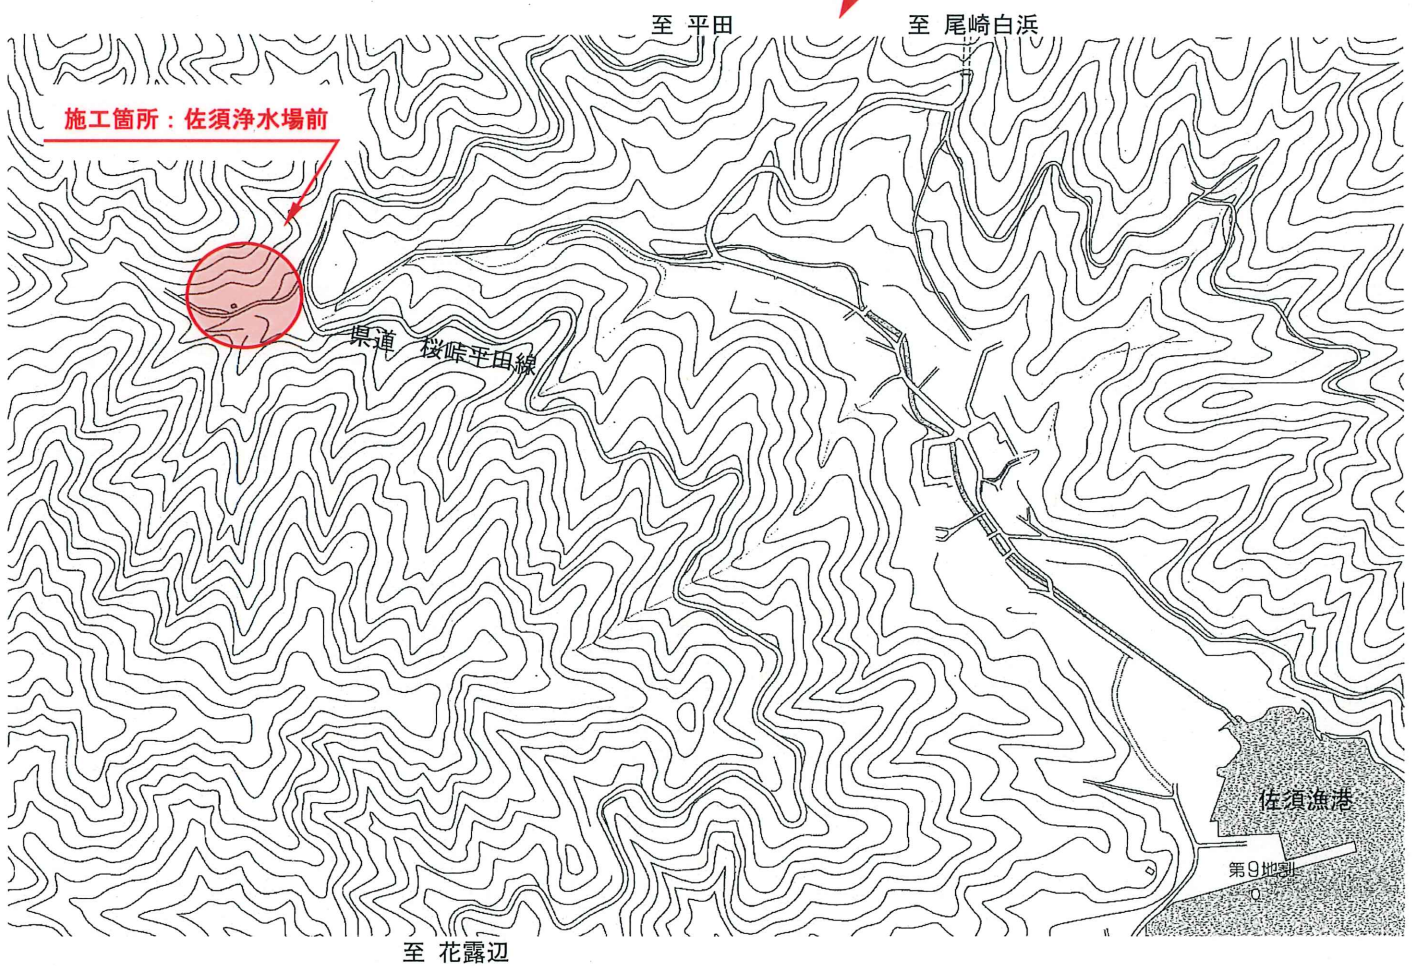 至 平田
至 尾崎白浜
施工箇所：佐須浄水場前
県道 桜峠平田線
佐須漁港
第9地割
至 花露辺